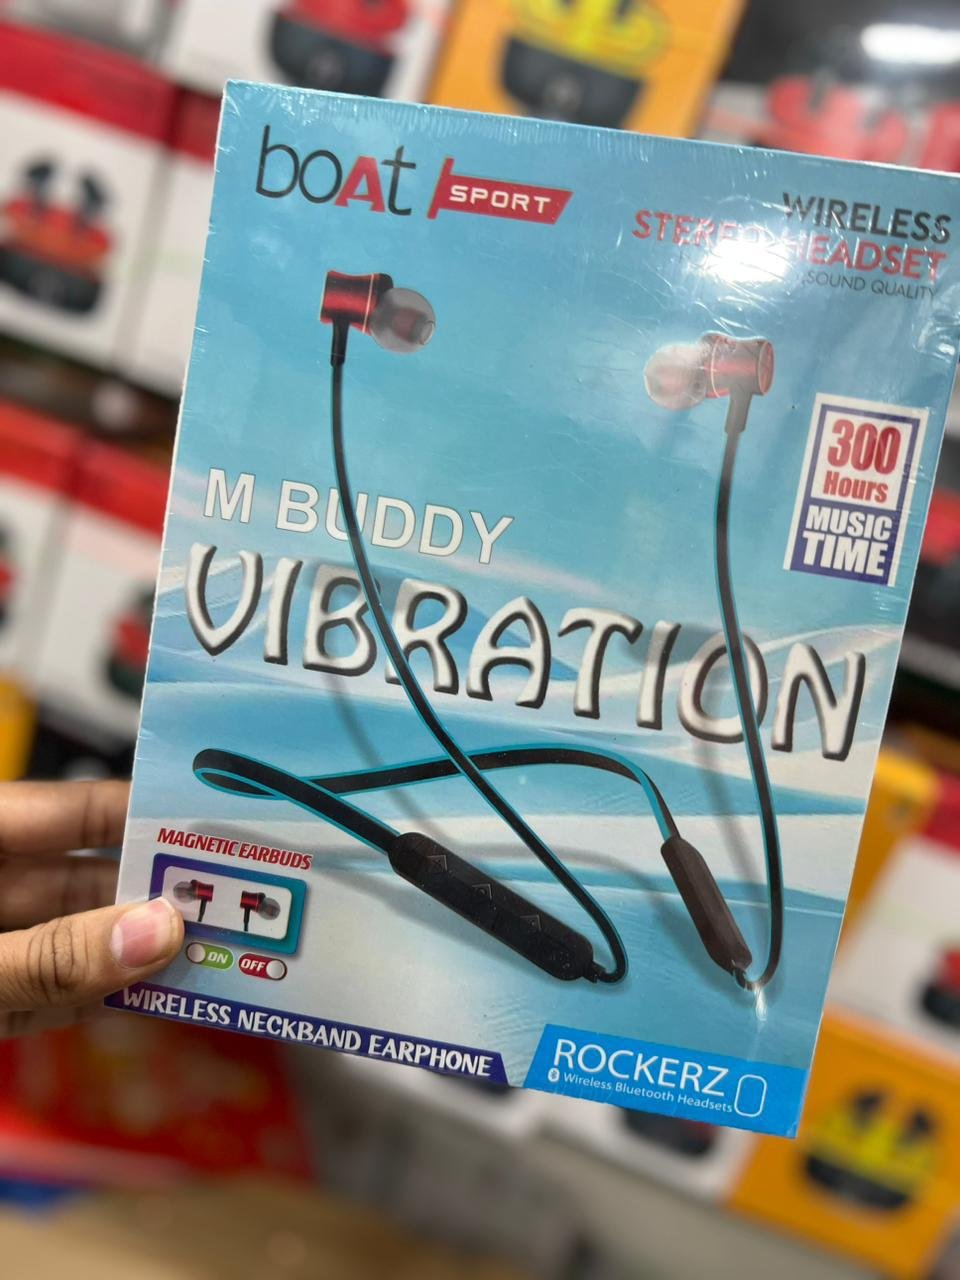 boAt SPORT
WIRELESS
STEREO HEADSET
SOUND QUALITY
300
Hours
MUSIC
TIME
M BUDDY
VIBRATION
MAGNETIC EARBUDS
ON OFF
WIRELESS NECKBAND EARPHONE
ROCKERZ
Wireless Bluetooth Headsets